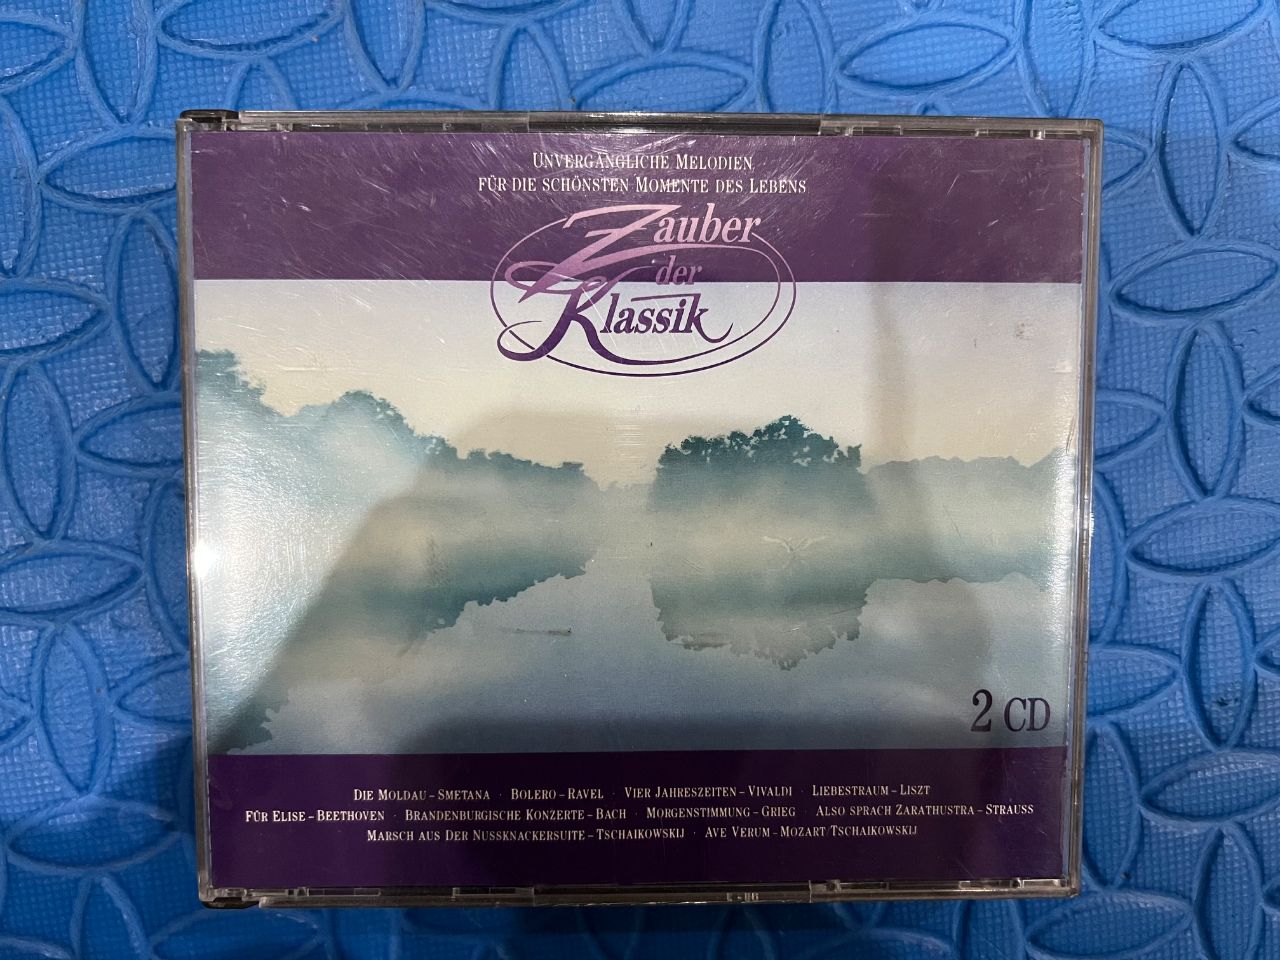 UNVERGÄNGLICHE MELODIEN
FÜR DIE SCHÖNSTEN MOMENTE DES LEBENS
Zauber
der
Klassik
2 CD
DIE MOLDAU – SMETANA · BOLERO – RAVEL · VIER JAHRESZEITEN – VIVALDI · LIEBESTRAUM – LISZT
FÜR ELISE – BEETHOVEN · BRANDENBURGISCHE KONZERTE – BACH · MORGENSTIMMUNG – GRIEG · ALSO SPRACH ZARATHUSTRA – STRAUSS
MARSCH AUS DER NUSSKNACKERSUITE – TSCHAIKOWSKIJ · AVE VERUM – MOZART/TSCHAIKOWSKIJ